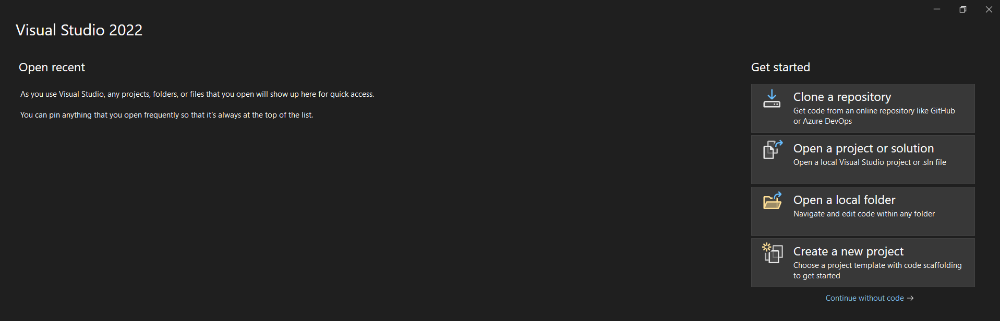 Visual Studio 2022
Open recent
As you use Visual Studio, any projects, folders, or files that you open will show up here for quick access.
You can pin anything that you open frequently so that it's always at the top of the list.
Get started
Clone a repository
Get code from an online repository like GitHub
or Azure DevOps
Open a project or solution
Open a local Visual Studio project or .sln file
Open a local folder
Navigate and edit code within any folder
Create a new project
Choose a project template with code scaffolding
to get started
Continue without code →